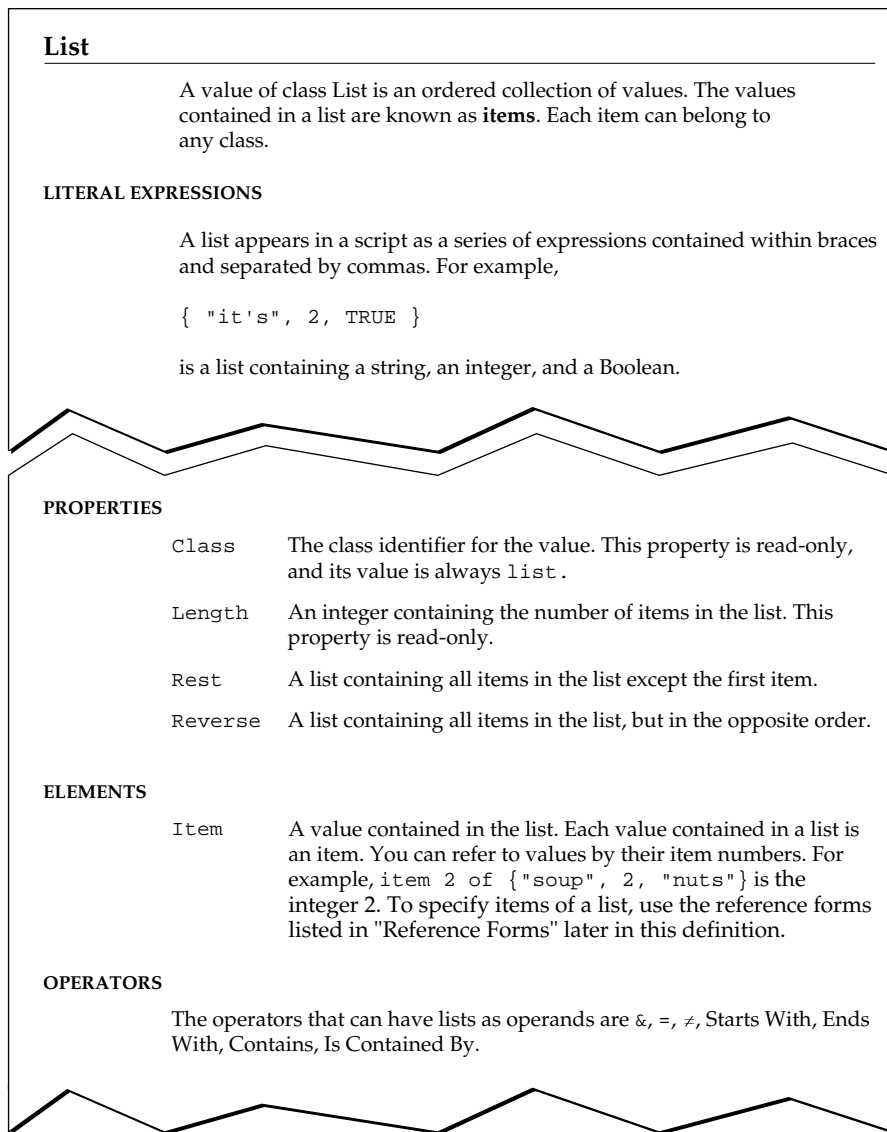 List
A value of class List is an ordered collection of values. The values
contained in a list are known as items. Each item can belong to
any class.
LITERAL EXPRESSIONS
A list appears in a script as a series of expressions contained within braces
and separated by commas. For example,
{ "it's", 2, TRUE }
is a list containing a string, an integer, and a Boolean.
PROPERTIES
Class The class identifier for the value. This property is read-only,
and its value is always list.
Length An integer containing the number of items in the list. This
property is read-only.
Rest A list containing all items in the list except the first item.
Reverse A list containing all items in the list, but in the opposite order.
ELEMENTS
Item A value contained in the list. Each value contained in a list is
an item. You can refer to values by their item numbers. For
example, item 2 of {"soup", 2, "nuts"} is the
integer 2. To specify items of a list, use the reference forms
listed in "Reference Forms" later in this definition.
OPERATORS
The operators that can have lists as operands are &, =, ≠, Starts With, Ends
With, Contains, Is Contained By.